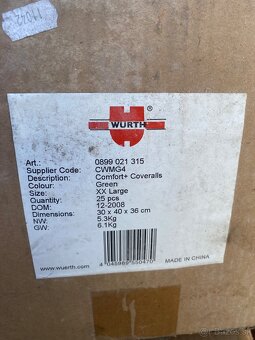 WURTH
Art.: 0899 021 315
Supplier Code: CWMG4
Description: Comfort+ Coveralls
Colour: Green
Size: XX Large
Quantity: 25 pcs
DOM: 12-2008
Dimensions: 30 x 40 x 36 cm
NW: 5.3Kg
GW: 6.1Kg
www.wuerth.com
MADE IN CHINA